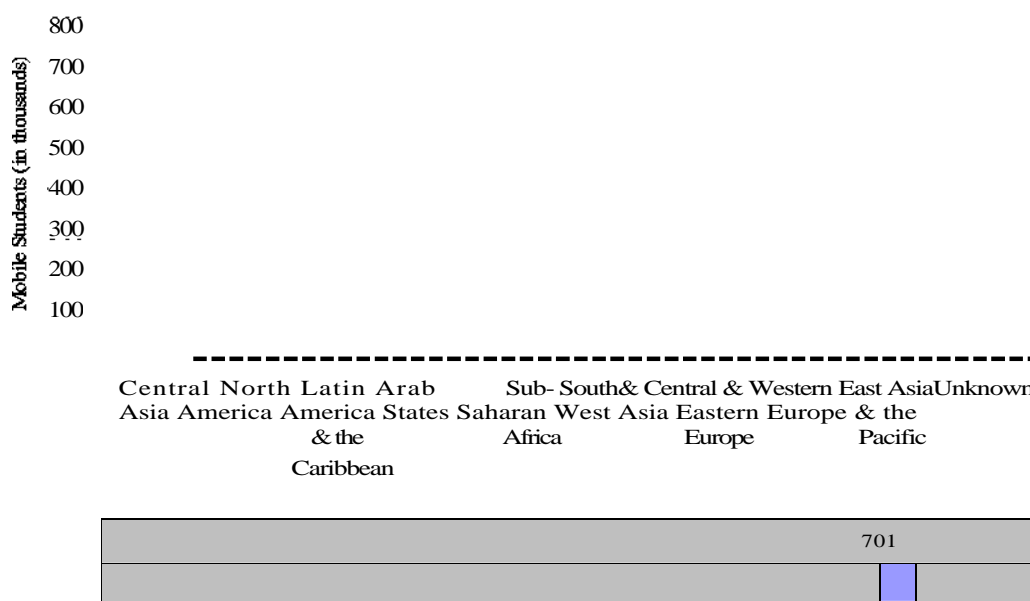 800
700
600
500
400
300
200
100
Mobile Students (in thousands)
Central North Latin Arab Sub- South& Central & Western East AsiaUnknown
Asia America America States Saharan West Asia Eastern Europe & the
& the Africa Europe Pacific
Caribbean
701